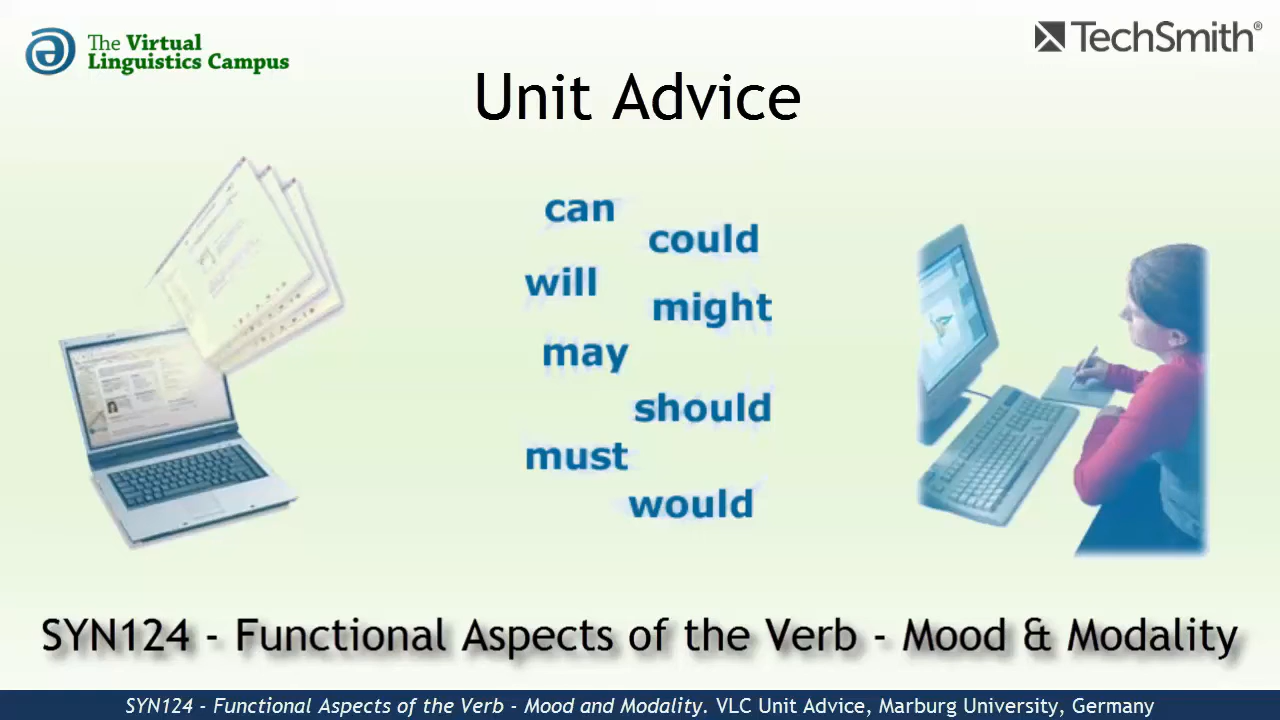 The Virtual
Linguistics Campus
TechSmith®
Unit Advice
can
could
will
might
may
should
must
would
SYN124 - Functional Aspects of the Verb - Mood & Modality
SYN124 - Functional Aspects of the Verb - Mood and Modality. VLC Unit Advice, Marburg University, Germany